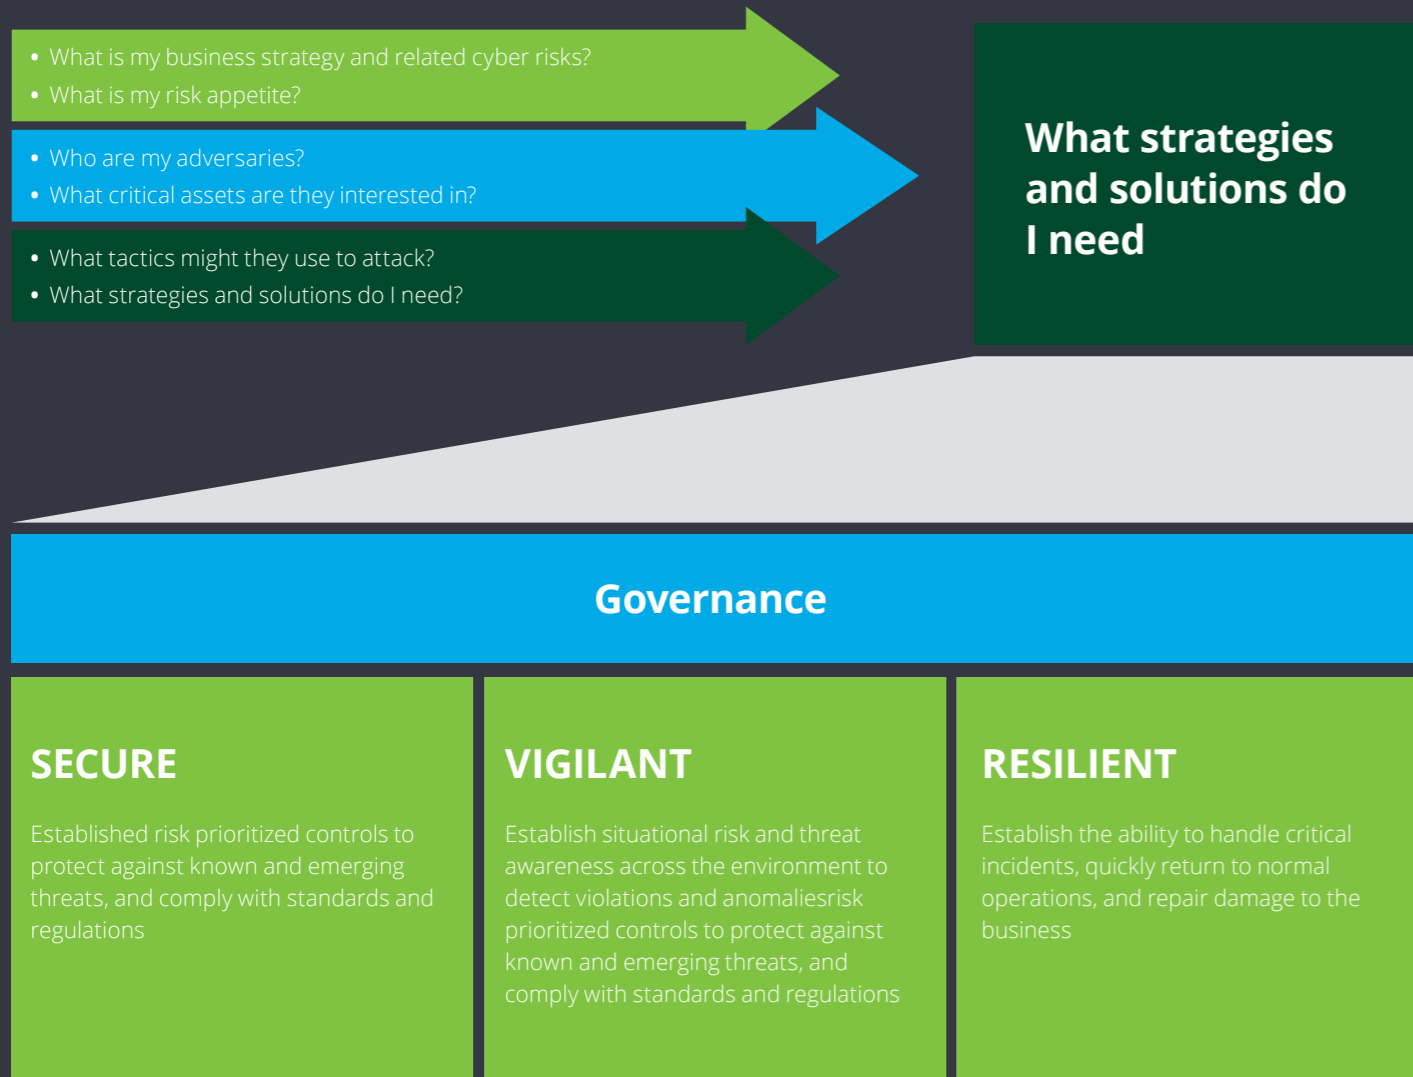 • What is my business strategy and related cyber risks?
• What is my risk appetite?
• Who are my adversaries?
• What critical assets are they interested in?
• What tactics might they use to attack?
• What strategies and solutions do I need?
What strategies
and solutions do
I need
Governance
SECURE
Established risk prioritized controls to
protect against known and emerging
threats, and comply with standards and
regulations
VIGILANT
Establish situational risk and threat
awareness across the environment to
detect violations and anomaliesrisk
prioritized controls to protect against
known and emerging threats, and
comply with standards and regulations
RESILIENT
Establish the ability to handle critical
incidents, quickly return to normal
operations, and repair damage to the
business